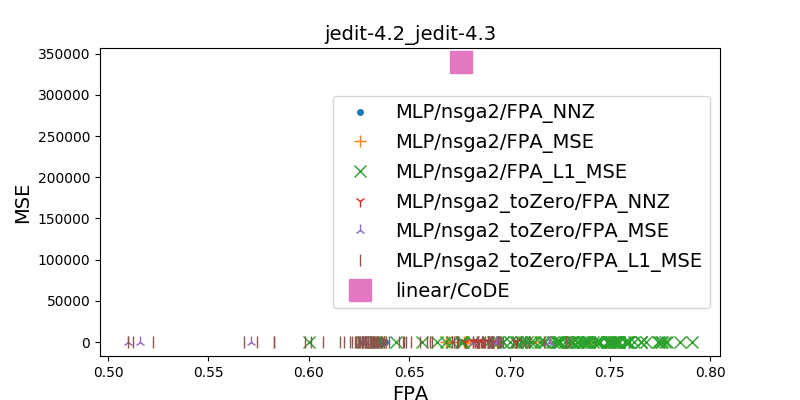 jedit-4.2_jedit-4.3
MSE
350000
300000
250000
200000
150000
100000
50000
0
MLP/nsga2/FPA_NNZ
MLP/nsga2/FPA_MSE
MLP/nsga2/FPA_L1_MSE
MLP/nsga2_toZero/FPA_NNZ
MLP/nsga2_toZero/FPA_MSE
MLP/nsga2_toZero/FPA_L1_MSE
linear/CoDE
0.50 0.55 0.60 0.65 0.70 0.75 0.80
FPA